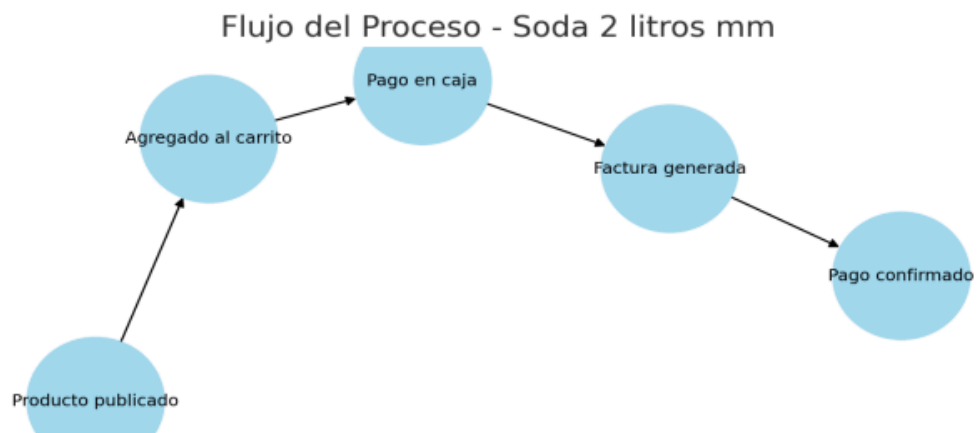 Flujo del Proceso - Soda 2 litros mm
Pago en caja
Agregado al carrito
Factura generada
Pago confirmado
Producto publicado